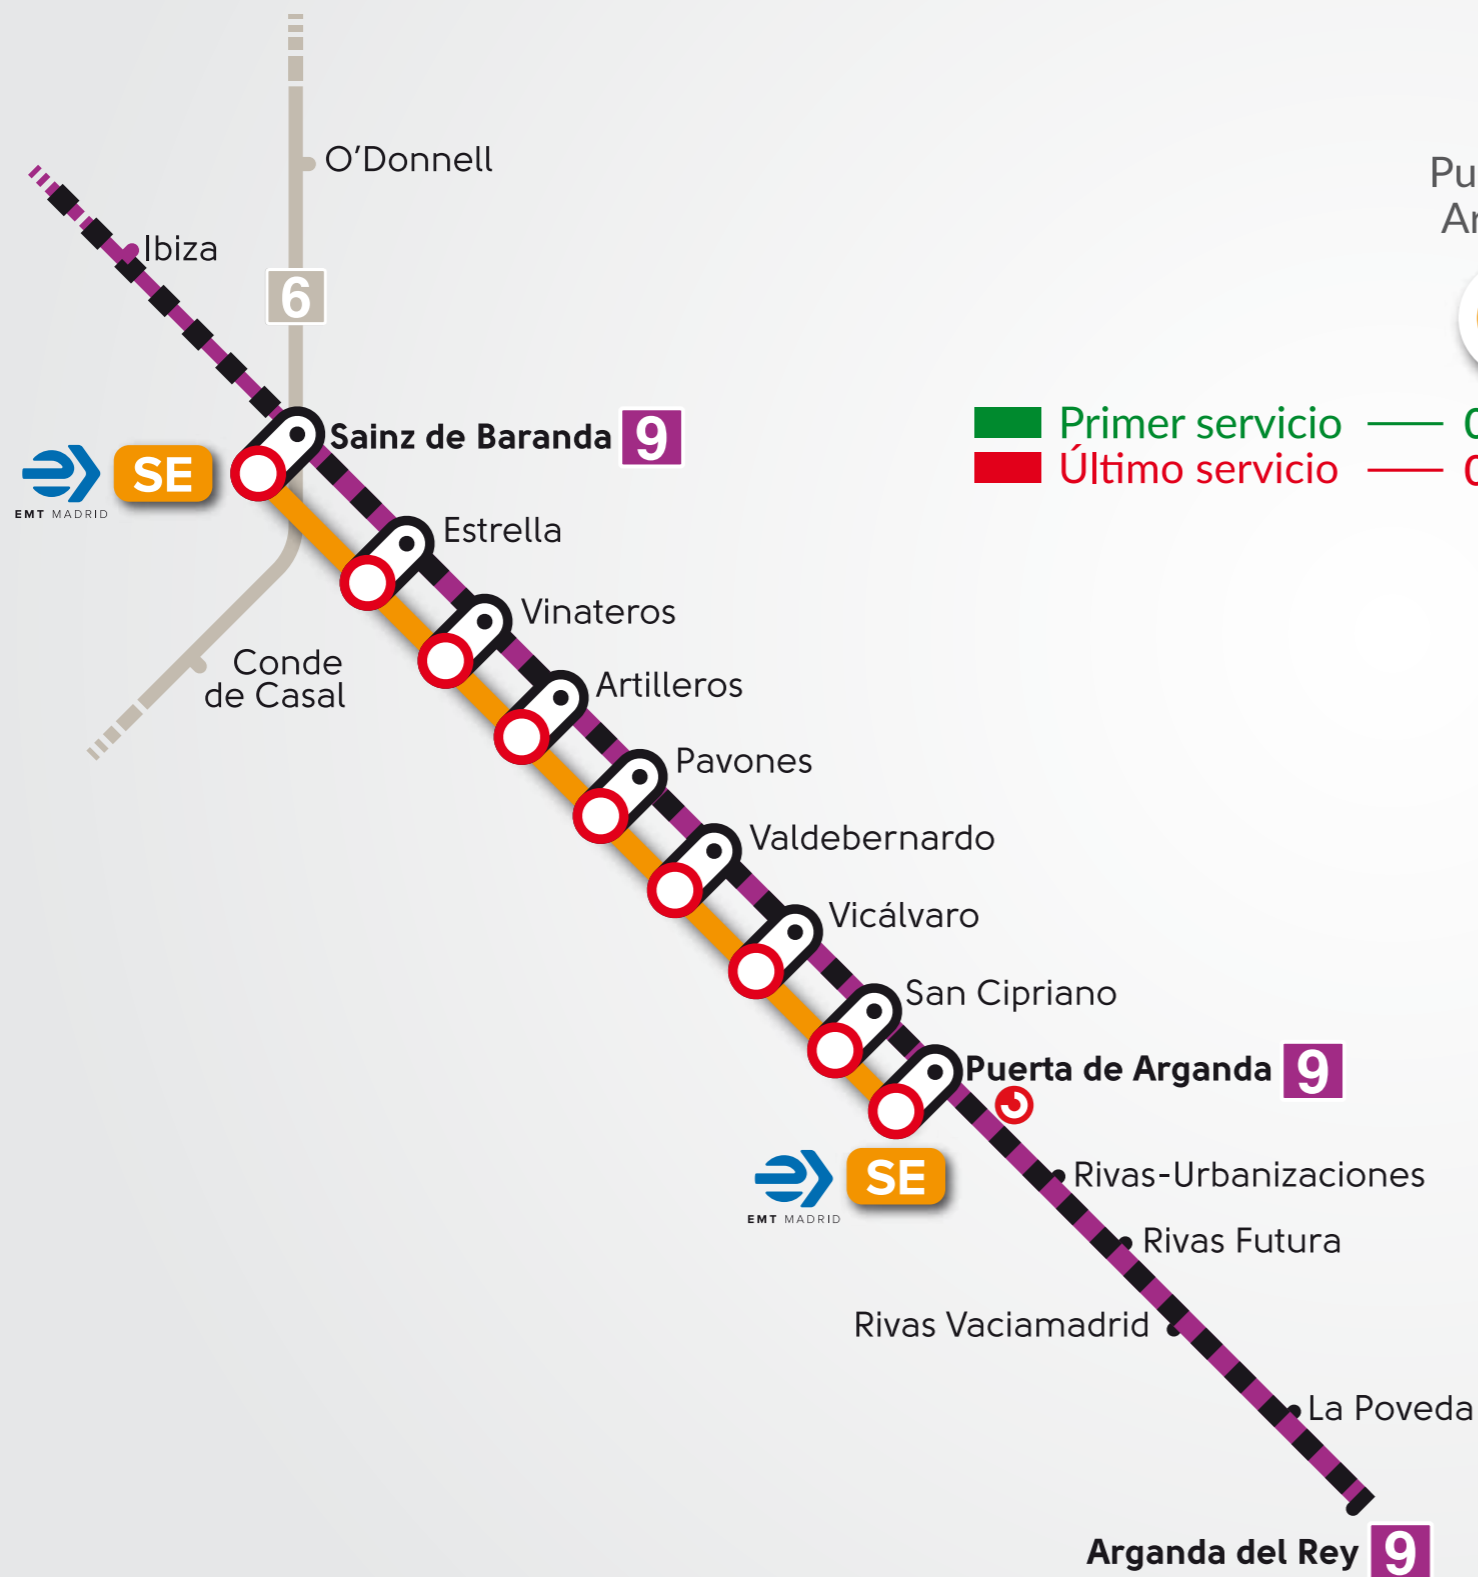 O'Donnell
Ibiza
6
Sainz de Baranda 9
SE
EMT MADRID
Primer servicio
Último servicio
Estrella
Vinateros
Conde
de Casal
Artilleros
Pavones
Valdebernardo
Vicálvaro
San Cipriano
Puerta de Arganda 9
SE
EMT MADRID
Rivas-Urbanizaciones
Rivas Futura
Rivas Vaciamadrid
La Poveda
Arganda del Rey 9